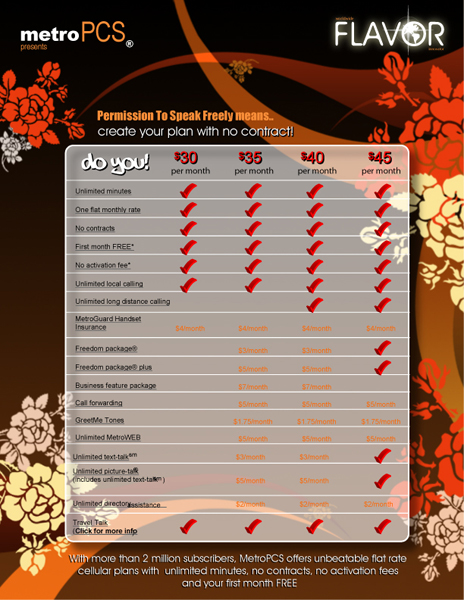 metroPCS®
presents
FLAVOR
Permission To Speak Freely means..
create your plan with no contract!
do you! $30 $35 $40 $45
per month per month per month per month
Unlimited minutes
One flat monthly rate
No contracts
First month FREE*
No activation fee*
Unlimited local calling
Unlimited long distance calling
MetroGuard Handset
Insurance $4/month $4/month $4/month $4/month
Freedom package® $3/month $3/month
Freedom package® plus $5/month $5/month
Business feature package $7/month $7/month
Call forwarding $5/month $5/month $5/month
GreetMe Tones $1.75/month $1.75/month $1.75/month
Unlimited MetroWEB $5/month $5/month $5/month
Unlimited text-talk sm $3/month $3/month
Unlimited picture-talk
(includes unlimited text-talk sm) $5/month $5/month
Unlimited directory assistance $2/month $2/month $2/month
Travel Talk
(Click for more info
With more than 2 million subscribers, MetroPCS offers unbeatable flat rate
cellular plans with unlimited minutes, no contracts, no activation fees
and your first month FREE